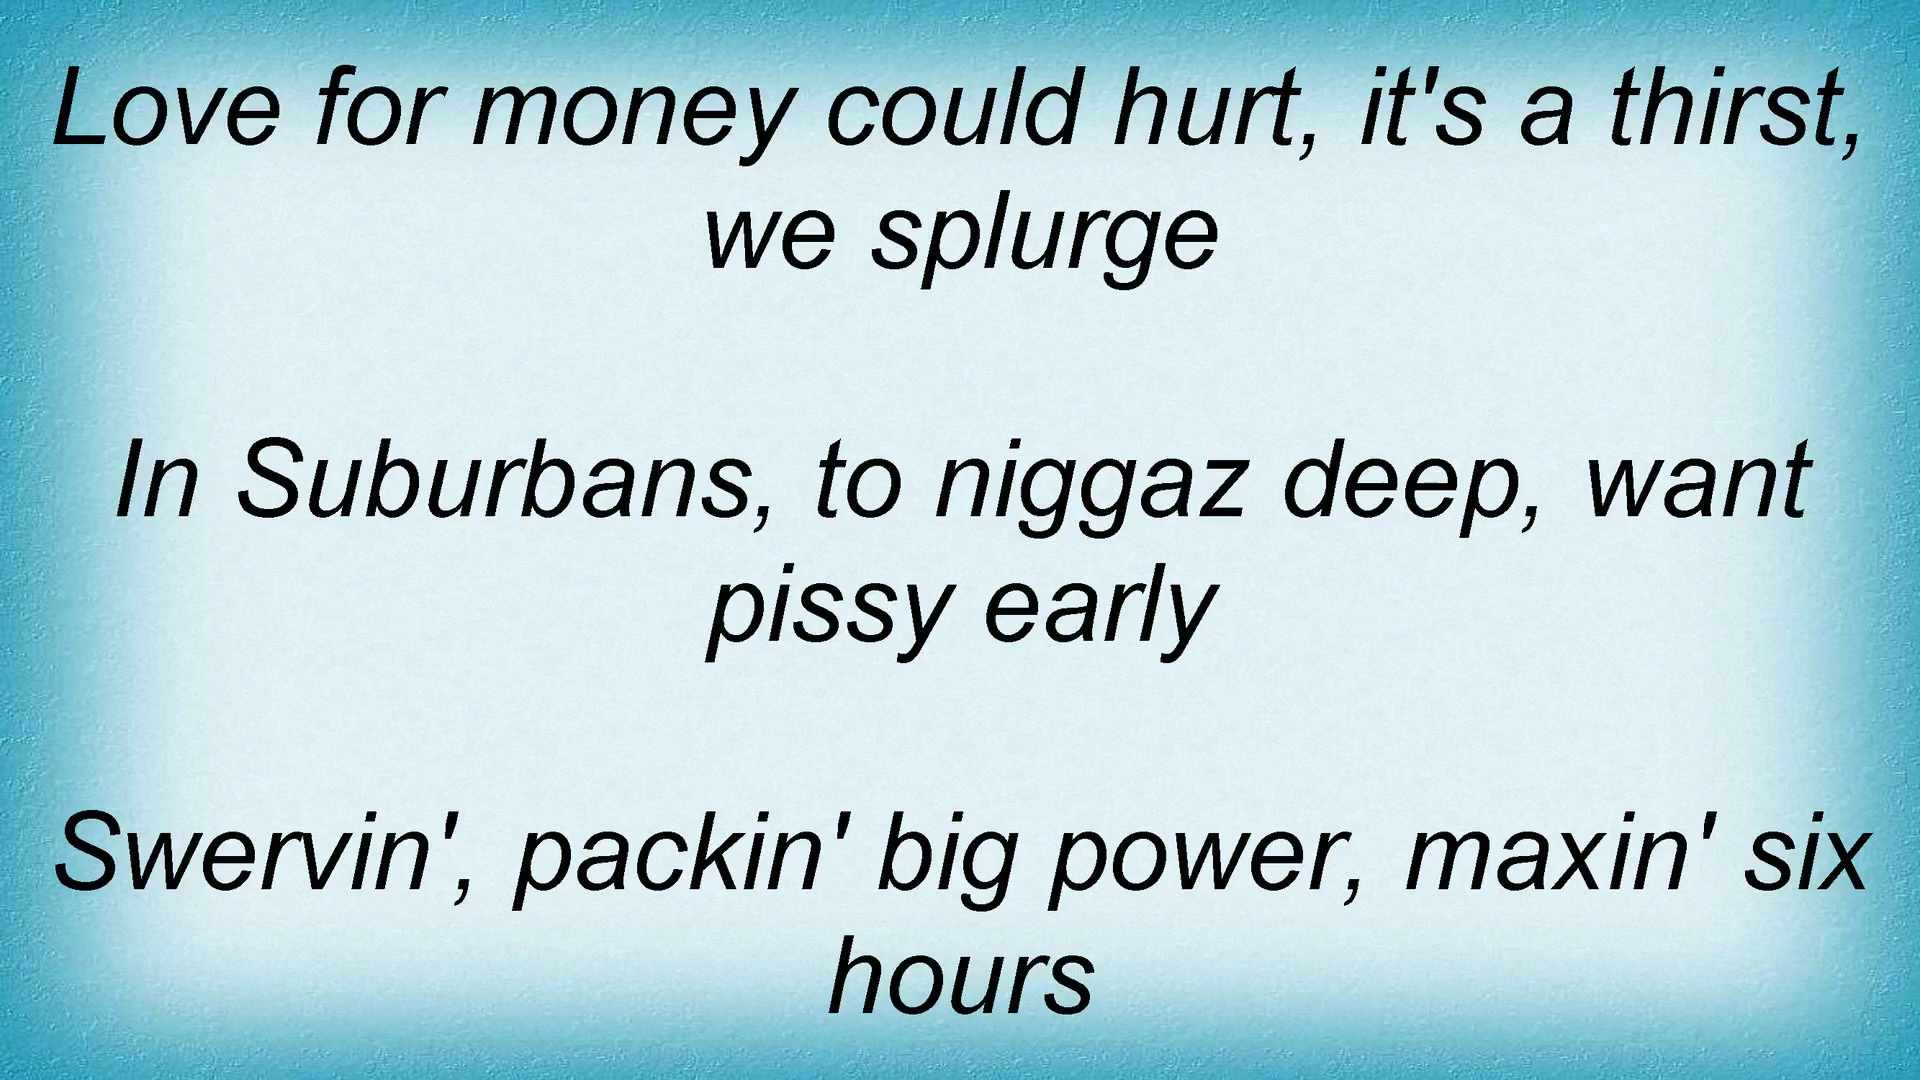 Love for money could hurt, it's a thirst,
we splurge
In Suburbans, to niggaz deep, want
pissy early
Swervin', packin' big power, maxin' six
hours